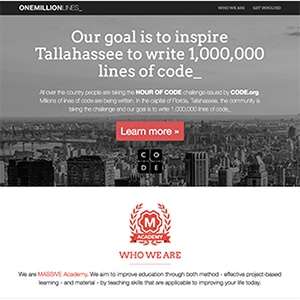 ONEMILLIONLINES_ WHO WE ARE GET INVOLVED
Our goal is to inspire
Tallahassee to write 1,000,000
lines of code_
All over the country people are taking the HOUR OF CODE challenge issued by CODE.org
Millions of lines of code are being written. In the capital of Florida, Tallahassee, the community is
taking the challenge and our goal is to write 1,000,000 lines of code_
Learn more »
C O
D E
M
ACADEMY
WHO WE ARE
We are MASSIVE Academy. We aim to improve education through both method - effective project-based
learning - and material - by teaching skills that are applicable to improving your life today.